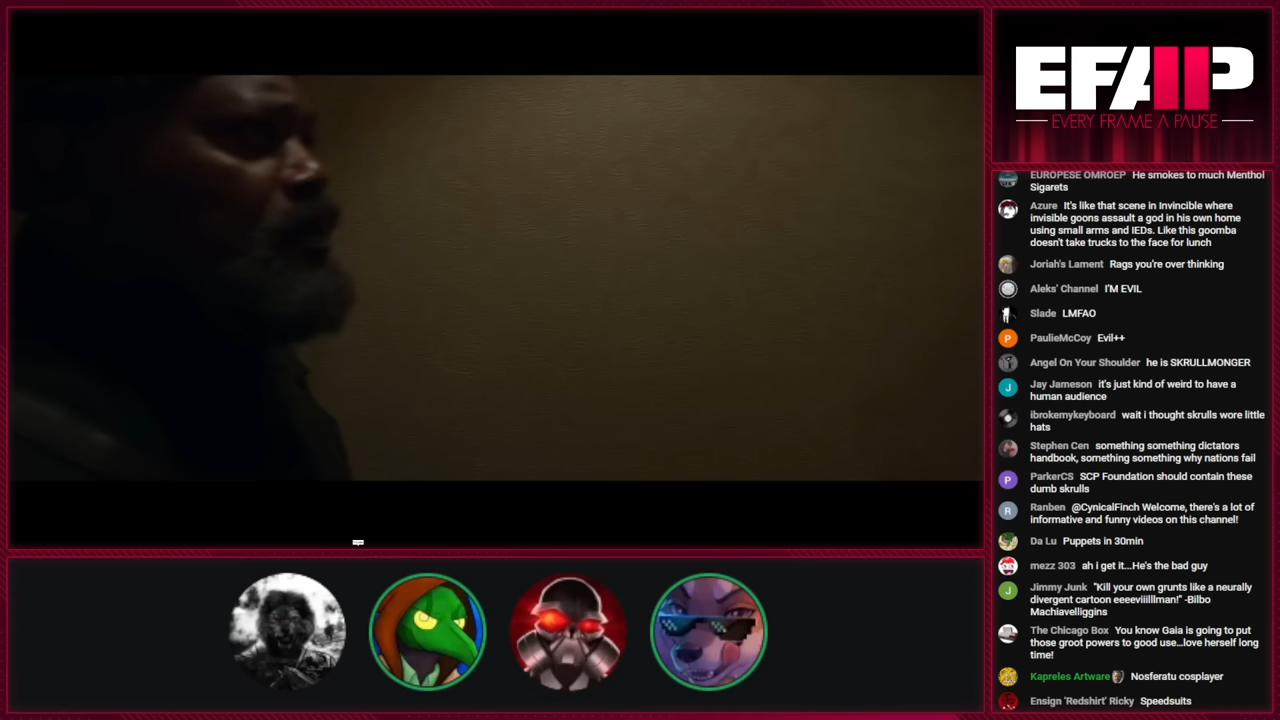 EFAP
EVERY FRAME A PAUSE
EUROPESE OMROEP He smokes to much Menthol
Sigarets
Azure It's like that scene in Invincible where
invisible goons assault a god in his own home
using small arms and IEDs. Like this goomba
doesn't take trucks to the face for lunch
Joriah's Lament Rags you're over thinking
Aleks' Channel I'M EVIL
Slade LMFAO
P
PaulieMcCoy Evil++
Angel On Your Shoulder he is SKRULLMONGER
J
Jay Jameson it's just kind of weird to have a
human audience
ibrokemykeyboard wait i thought skrulls wore little
hats
Stephen Cen something something dictators
handbook, something something why nations fail
P
ParkerCS SCP Foundation should contain these
dumb skrulls
R
Ranben @CynicalFinch Welcome, there's a lot of
informative and funny videos on this channel!
Da Lu Puppets in 30min
mezz 303 ah i get it...He's the bad guy
J
Jimmy Junk "Kill your own grunts like a neurally
divergent cartoon eeeeviiilllman!" -Bilbo
Machiavelliggins
The Chicago Box You know Gaia is going to put
those groot powers to good use...love herself long
time!
Kapreles Artware Nosferatu cosplayer
Ensign 'Redshirt' Ricky Speedsuits